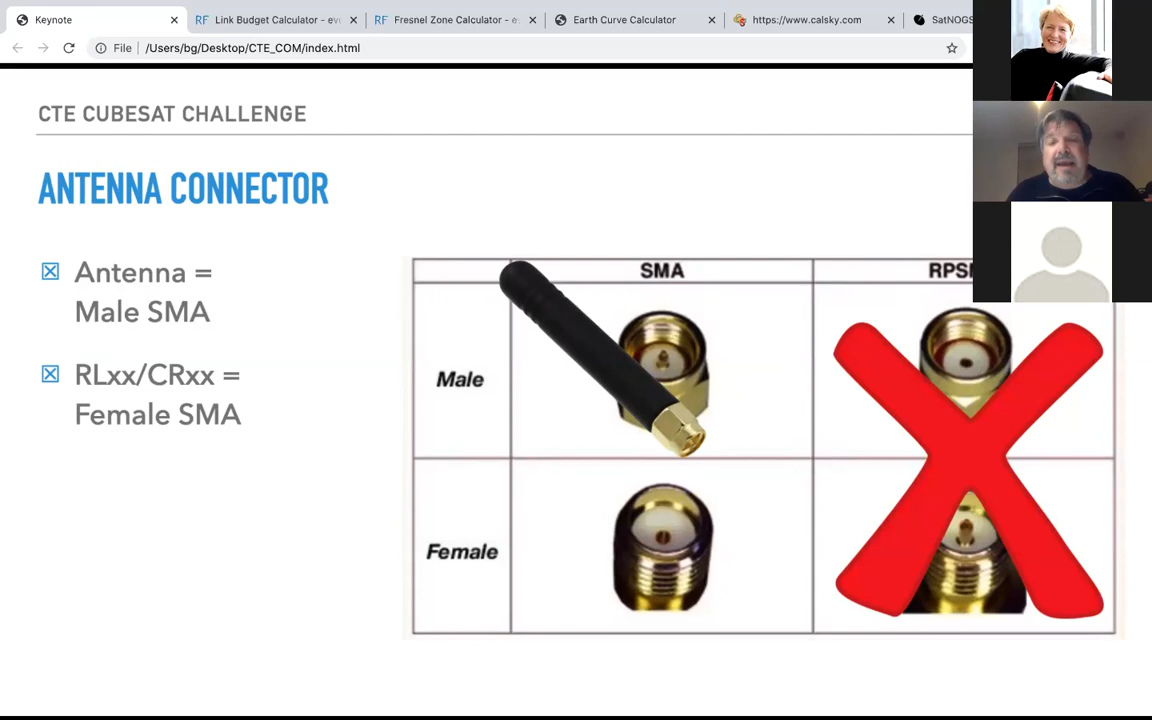 Keynote
Link Budget Calculator - ev
Fresnel Zone Calculator - e
Earth Curve Calculator
https://www.calsky.com
SatNOGS
File
/Users/bg/Desktop/CTE_COM/index.html
CTE CUBESAT CHALLENGE
ANTENNA CONNECTOR
Antenna =
Male SMA
RLxx/CRxx =
Female SMA
SMA
RPSM
Male
Female